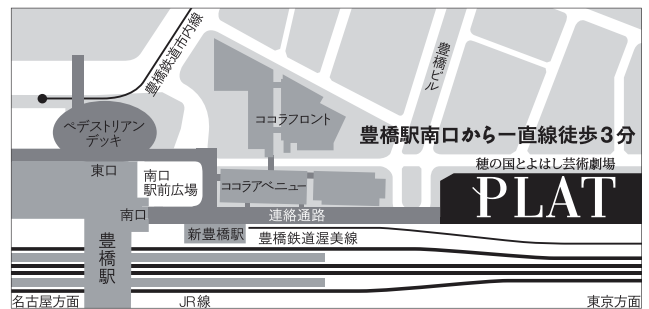 豊橋鉄道市内線
豊橋ビル
ペデストリアン
デッキ
ココラフロント
豊橋駅南口から一直線徒歩3分
穂の国とよはし芸術劇場
PLAT
東口
南口
駅前広場
ココラアベニュー
南口
連絡通路
新豊橋駅
豊橋鉄道渥美線
豊橋駅
名古屋方面
JR線
東京方面